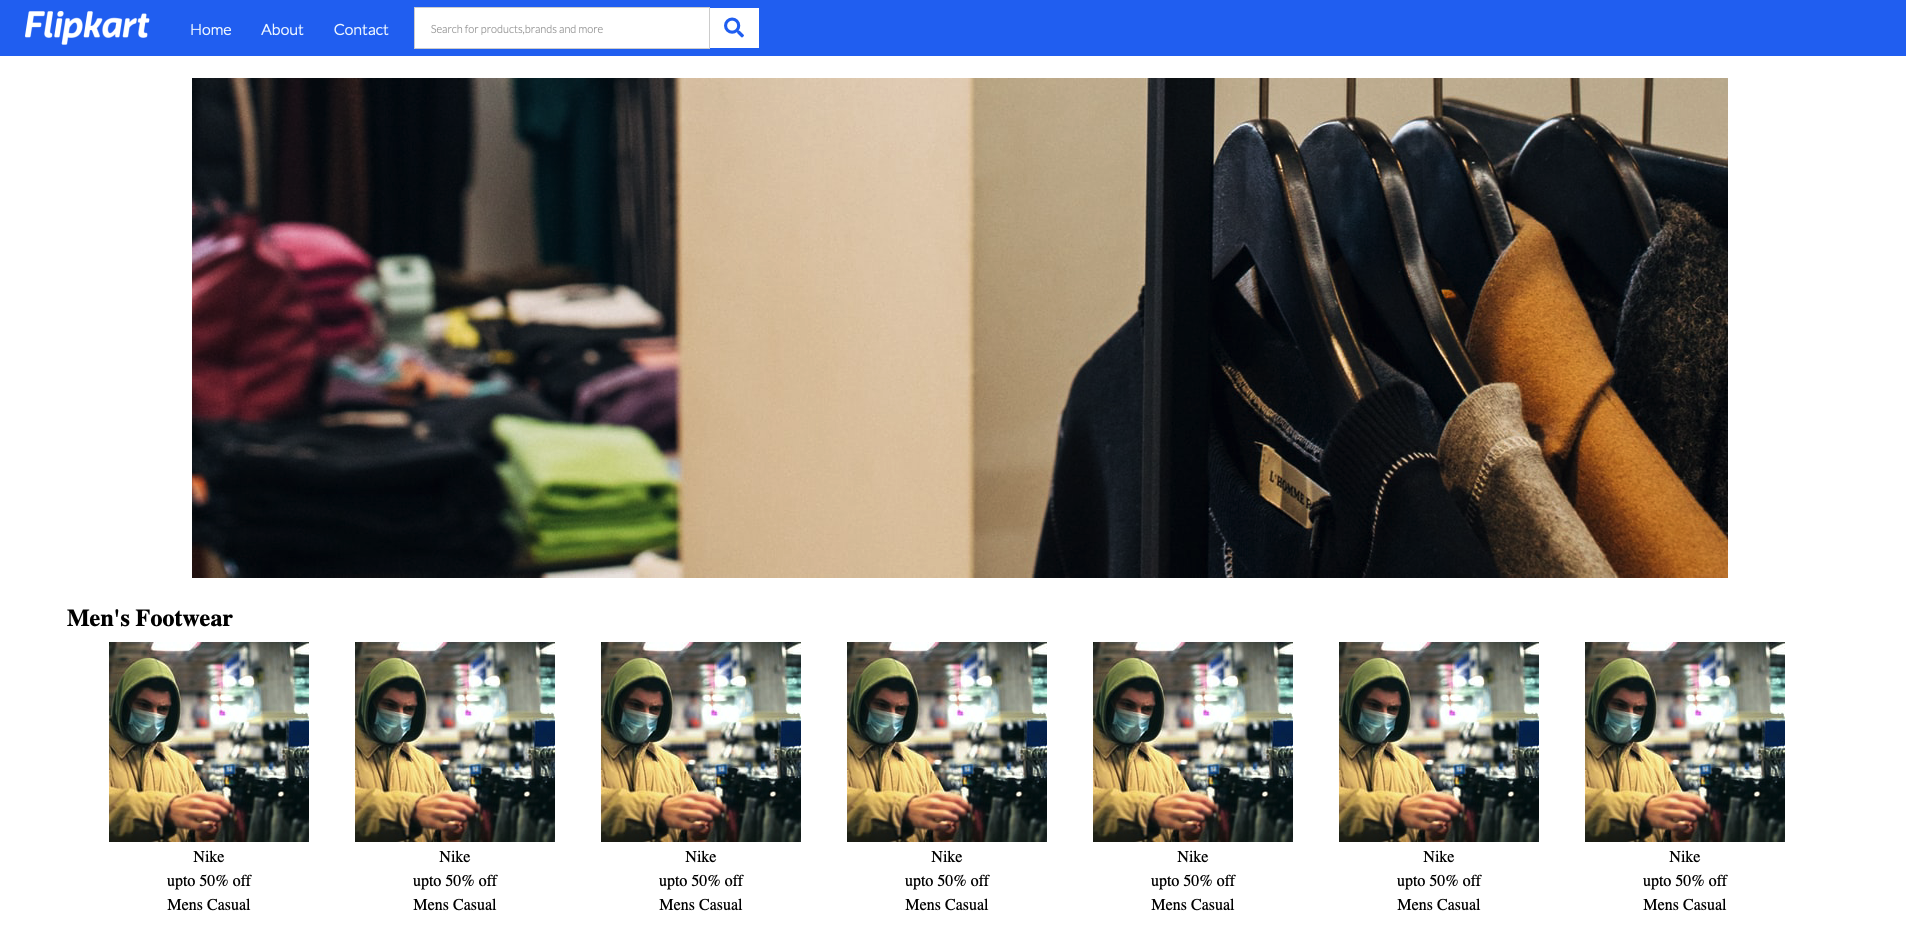 Flipkart Home About Contact Search for products,brands and more
L'HOMME
Men's Footwear
Nike Nike Nike Nike Nike Nike Nike
upto 50% off upto 50% off upto 50% off upto 50% off upto 50% off upto 50% off upto 50% off
Mens Casual Mens Casual Mens Casual Mens Casual Mens Casual Mens Casual Mens Casual